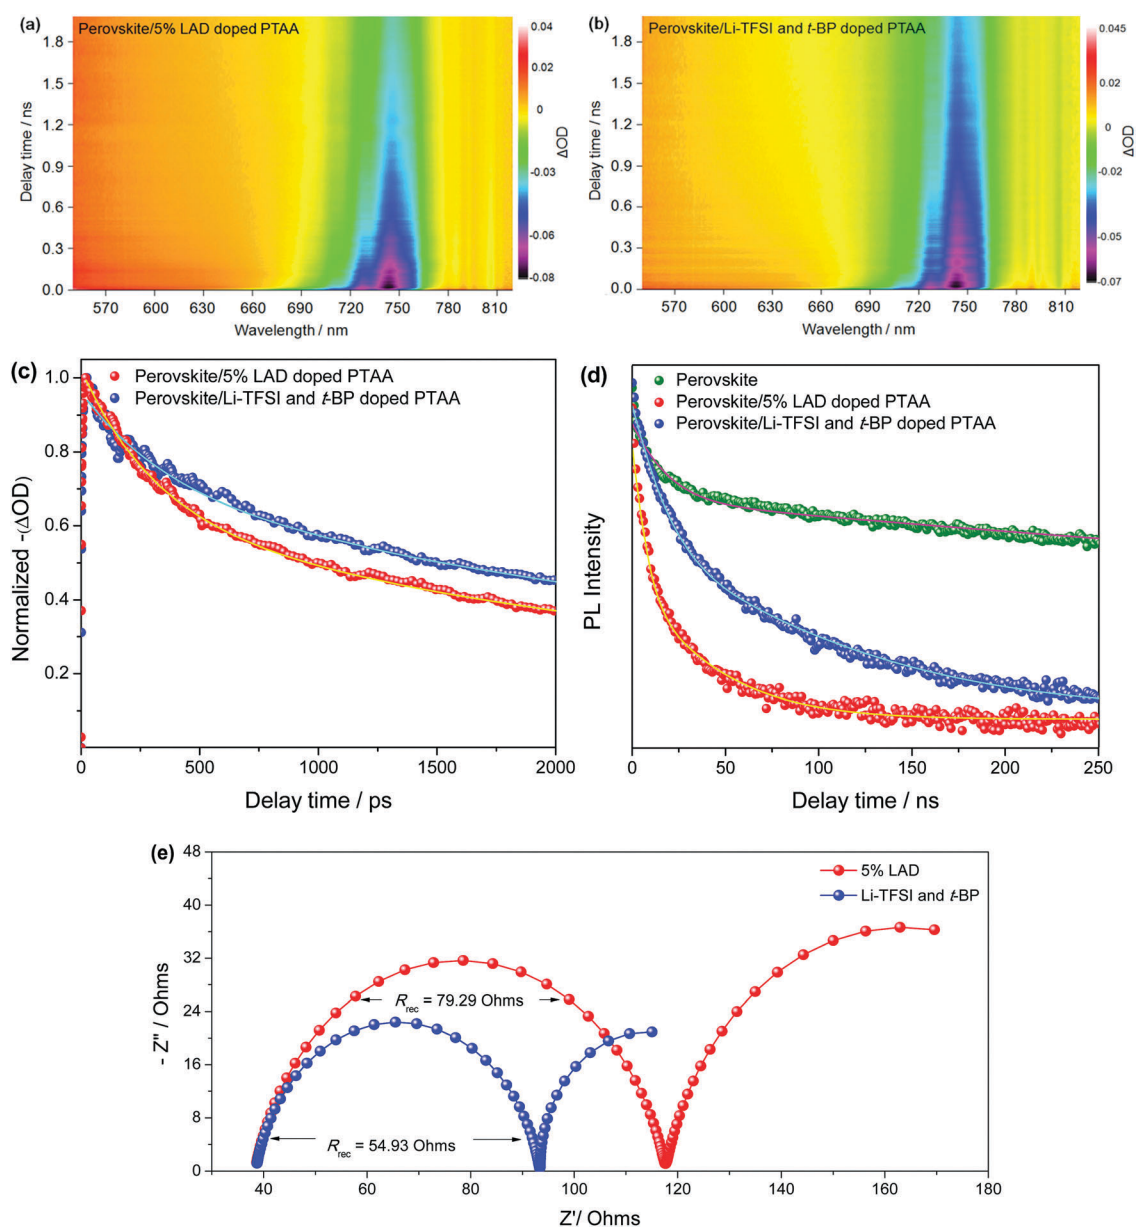 (a) Perovskite/5% LAD doped PTAA
1.8
1.5
1.2
0.9
0.6
0.3
0.0
Delay time / ns
570 600 630 660 690 720 750 780 810
Wavelength / nm
0.04
0.02
0
-0.03
-0.06
-0.08
ΔOD
(b) Perovskite/Li-TFSI and t-BP doped PTAA
1.8
1.5
1.2
0.9
0.6
0.3
0.0
Delay time / ns
570 600 630 660 690 720 750 780 810
Wavelength / nm
0.045
0.02
0
-0.02
-0.05
-0.07
ΔOD
(c)
Perovskite/5% LAD doped PTAA
Perovskite/Li-TFSI and t-BP doped PTAA
1.0
0.8
0.6
0.4
0.2
Normalized -(ΔOD)
0 500 1000 1500 2000
Delay time / ps
(d)
Perovskite
Perovskite/5% LAD doped PTAA
Perovskite/Li-TFSI and t-BP doped PTAA
PL Intensity
0 50 100 150 200 250
Delay time / ns
(e)
5% LAD
Li-TFSI and t-BP
48
40
32
24
16
8
0
- Z''/ Ohms
Rrec = 79.29 Ohms
Rrec = 54.93 Ohms
40 60 80 100 120 140 160 180
Z'/ Ohms